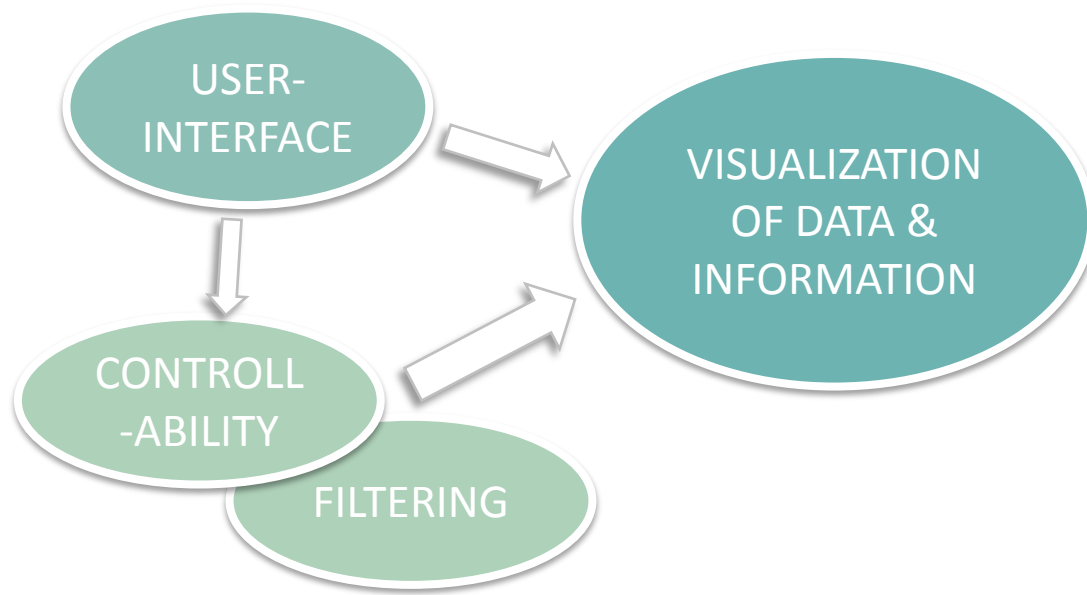 USER-
INTERFACE
VISUALIZATION
OF DATA &
INFORMATION
CONTROLL
-ABILITY
FILTERING